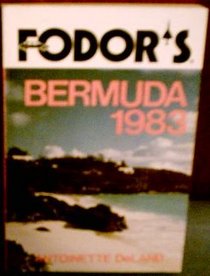 FODOR'S
BERMUDA
1983
ANTOINETTE DeLAND